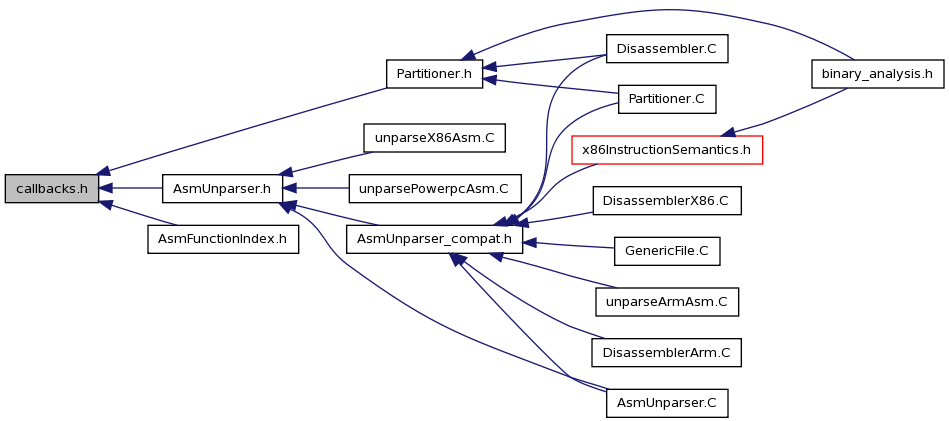 callbacks.h
Partitioner.h
AsmUnparser.h
AsmFunctionIndex.h
unparseX86Asm.C
unparsePowerpcAsm.C
AsmUnparser_compat.h
Disassembler.C
Partitioner.C
x86InstructionSemantics.h
DisassemblerX86.C
GenericFile.C
unparseArmAsm.C
DisassemblerArm.C
AsmUnparser.C
binary_analysis.h